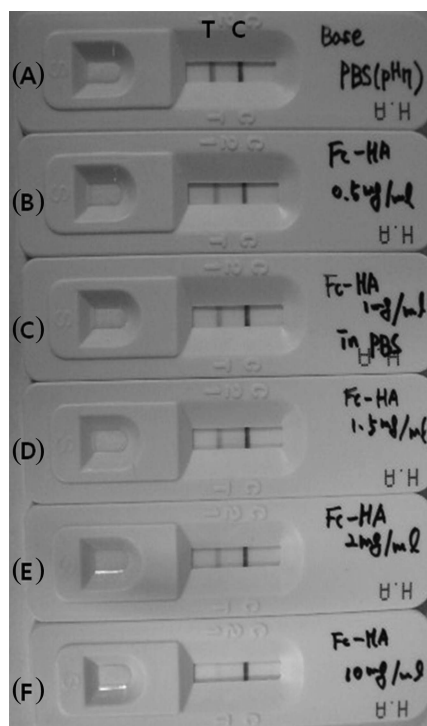 T C
(A)
Base
PBS(pH7)
H.A
(B)
Fc-HA
0.5mg/ml
H.A
(C)
Fc-HA
1mg/ml
in PBS
H.A
(D)
Fc-HA
1.5mg/ml
H.A
(E)
Fc-HA
2mg/ml
H.A
(F)
Fc-HA
10mg/ml
H.A